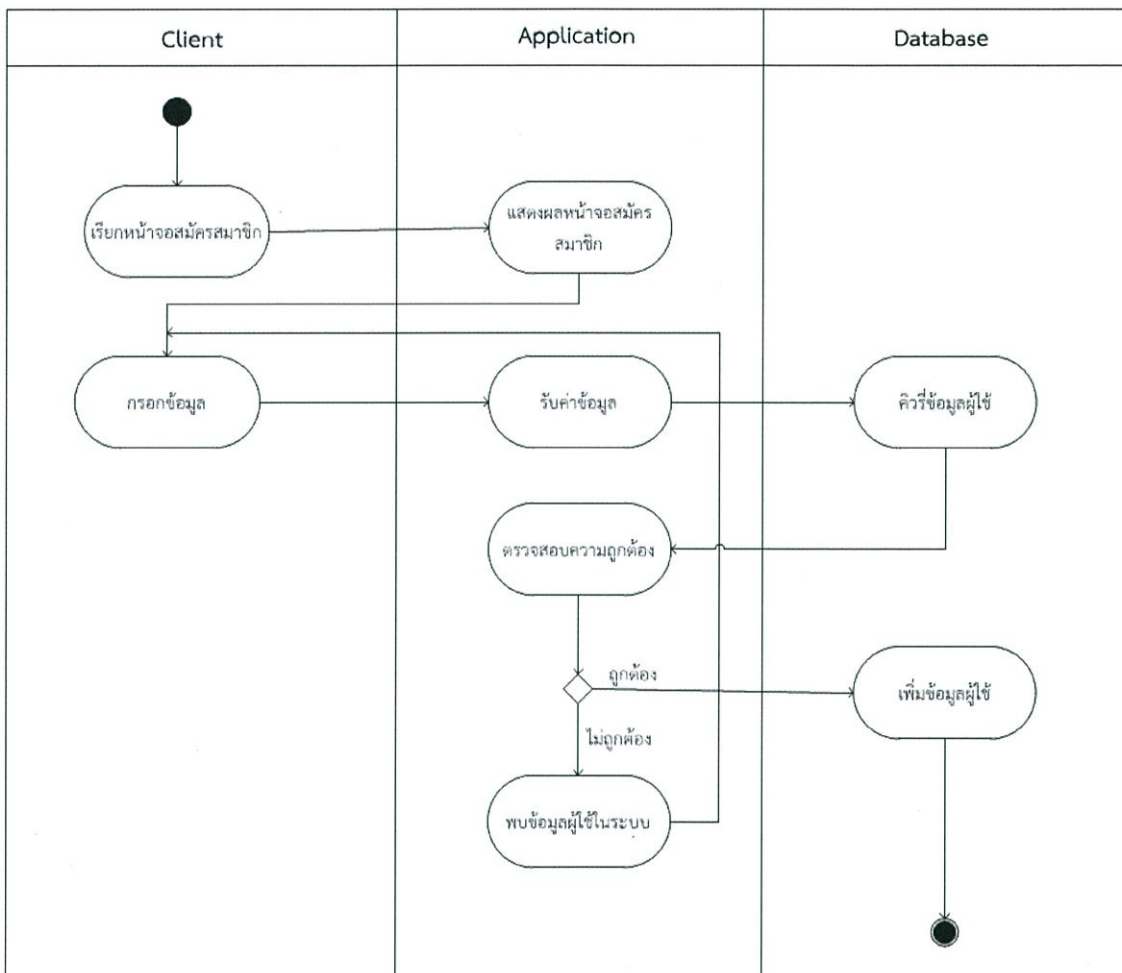 Client
Application
Database
เรียกหน้าจอสมัครสมาชิก
แสดงผลหน้าจอสมัคร
สมาชิก
กรอกข้อมูล
รับค่าข้อมูล
คิวรี่ข้อมูลผู้ใช้
ตรวจสอบความถูกต้อง
ถูกต้อง
เพิ่มข้อมูลผู้ใช้
ไม่ถูกต้อง
พบข้อมูลผู้ใช้ในระบบ